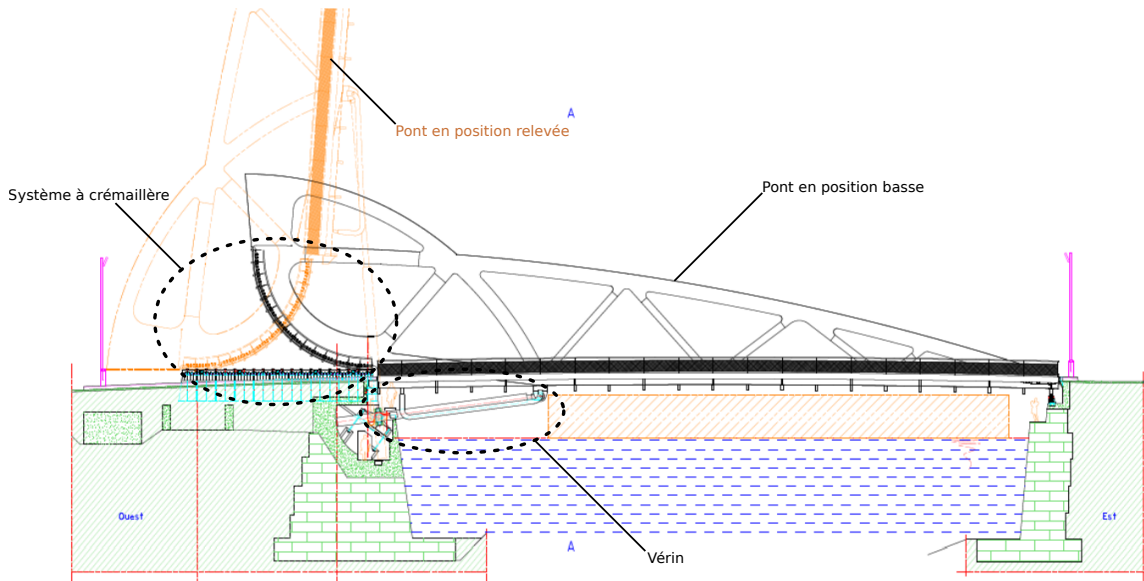 A
Pont en position relevée
Pont en position basse
Système à crémaillère
Ouest
Est
A
Vérin